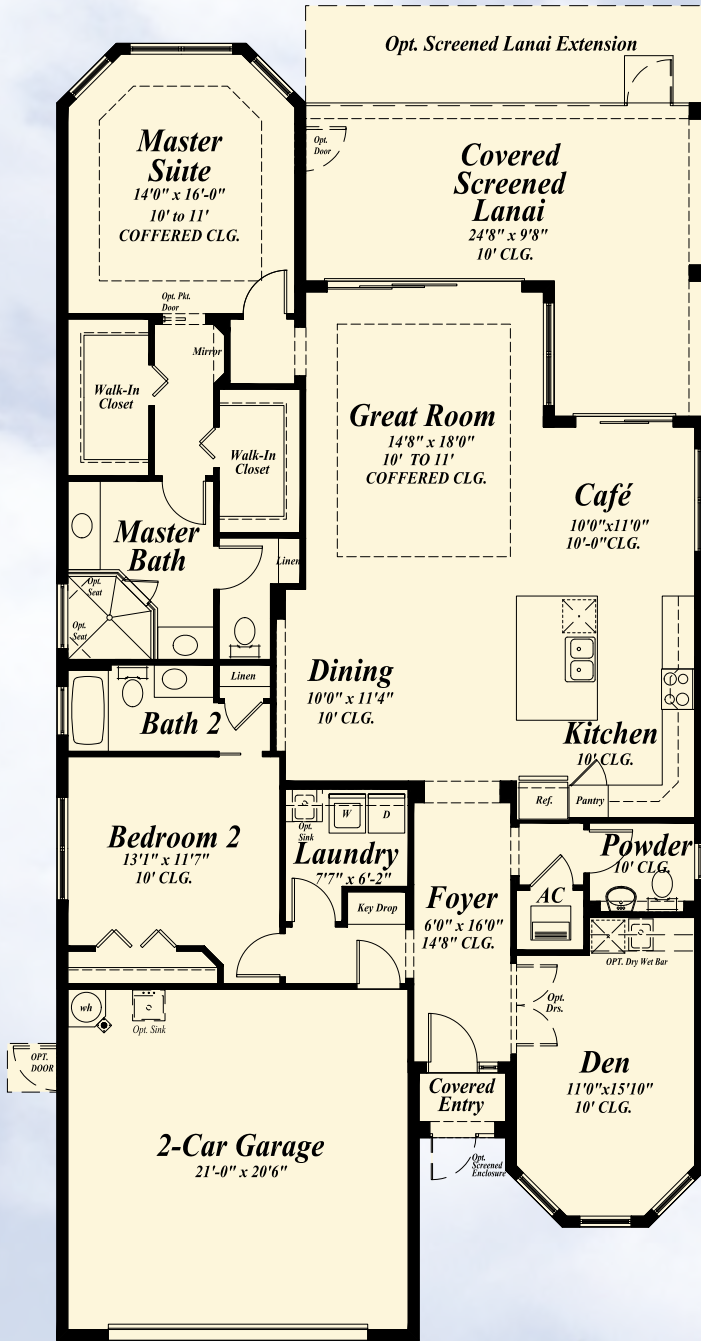 Opt. Screened Lanai Extension
Opt.
Door
Master
Suite
14'0" x 16'-0"
10' to 11'
COFFERED CLG.
Covered
Screened
Lanai
24'8" x 9'8"
10' CLG.
Opt. Pkt.
Door
Mirror
Walk-In
Closet
Walk-In
Closet
Great Room
14'8" x 18'0"
10' TO 11'
COFFERED CLG.
Café
10'0"x11'0"
10'-0"CLG.
Master
Bath
Linen
Opt.
Seat
Opt.
Seat
Dining
10'0" x 11'4"
10' CLG.
Linen
Bath 2
Kitchen
10' CLG.
Ref.
Pantry
Bedroom 2
13'1" x 11'7"
10' CLG.
Opt.
Sink
W
D
Laundry
7'7" x 6'-2"
Key Drop
Foyer
6'0" x 16'0"
14'8" CLG.
Powder
10' CLG.
AC
OPT. Dry Wet Bar
Opt.
Drs.
wh
Opt. Sink
OPT.
DOOR
Den
11'0"x15'10"
10' CLG.
Covered
Entry
Opt.
Screened
Enclosure
2-Car Garage
21'-0" x 20'6"